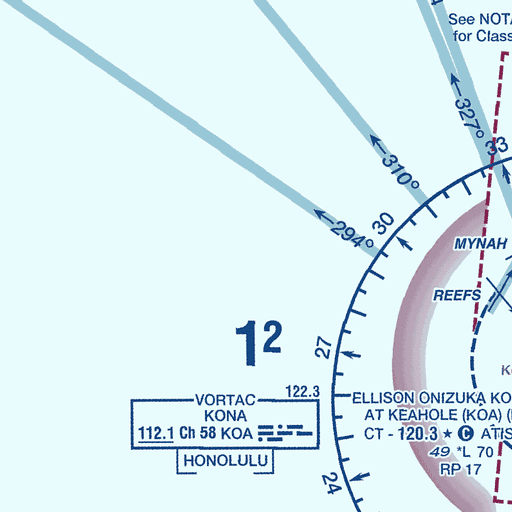 See NOTA
for Class
327°
33
310°
30
294°
MYNAH
REEFS
27
12
122.3
VORTAC
KONA
112.1 Ch 58 KOA
HONOLULU
ELLISON ONIZUKA KO
AT KEAHOLE (KOA) (
CT - 120.3 ★ C ATIS
49 *L 70
RP 17
24